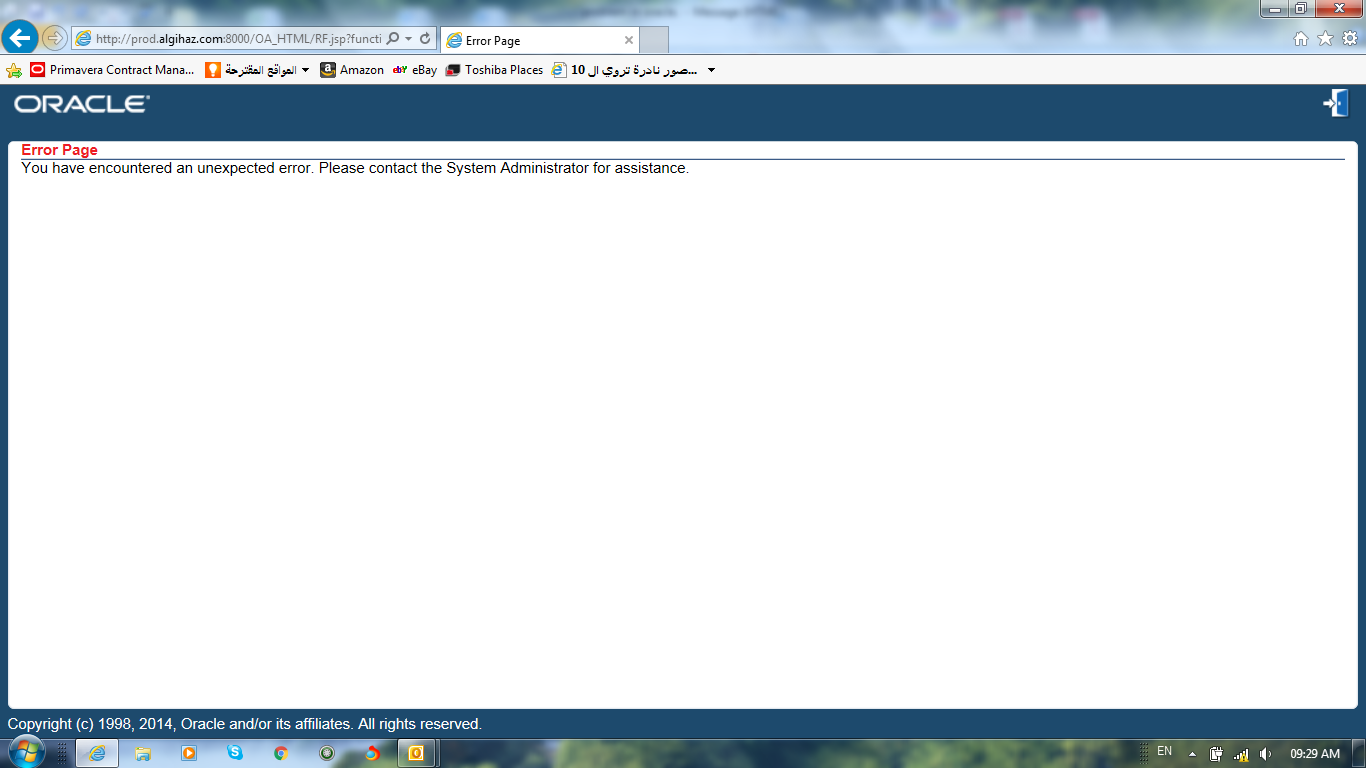 http://prod.algihaz.com:8000/OA_HTML/RF.jsp?functi
Error Page
Primavera Contract Mana... المواقع المقترحة Amazon ebY eBay Toshiba Places صور نادرة تروي ال 10...
ORACLE
Error Page
You have encountered an unexpected error. Please contact the System Administrator for assistance.
Copyright (c) 1998, 2014, Oracle and/or its affiliates. All rights reserved.
EN 09:29 AM